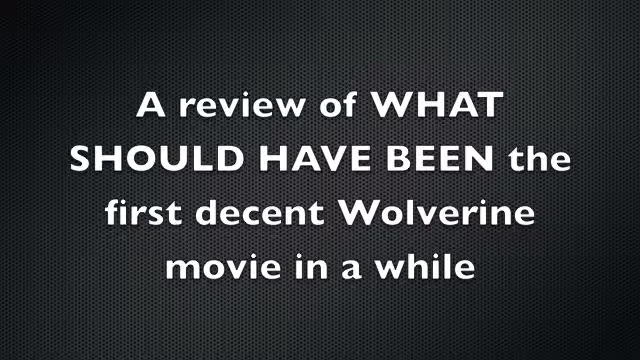 A review of WHAT
SHOULD HAVE BEEN the
first decent Wolverine
movie in a while